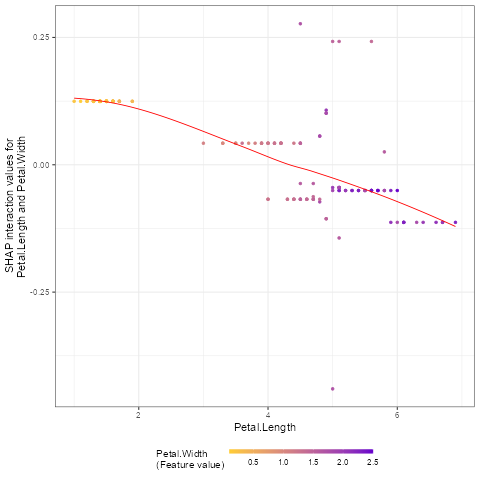 0.25
0.00
-0.25
SHAP interaction values for
Petal.Length and Petal.Width
2
4
6
Petal.Length
Petal.Width
(Feature value)
0.5
1.0
1.5
2.0
2.5